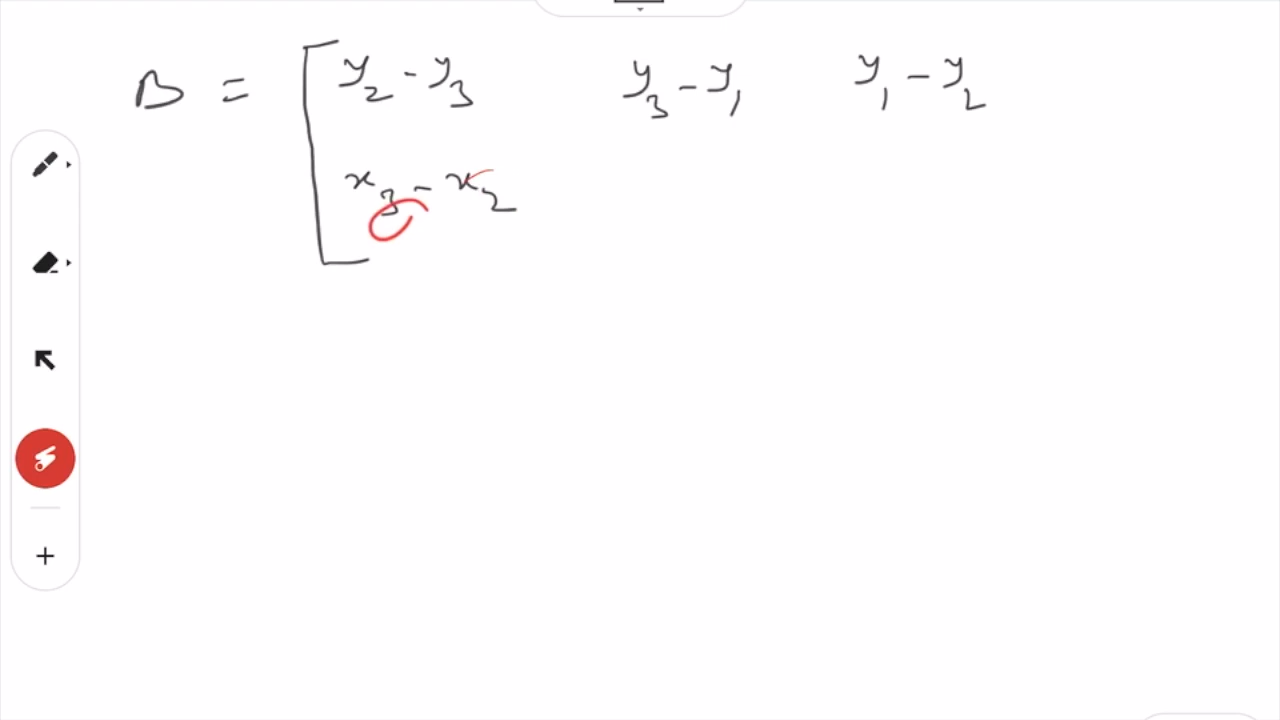 B = [ y₂ - y₃ y₃ - y₁ y₁ - y₂
x₃ - x₂